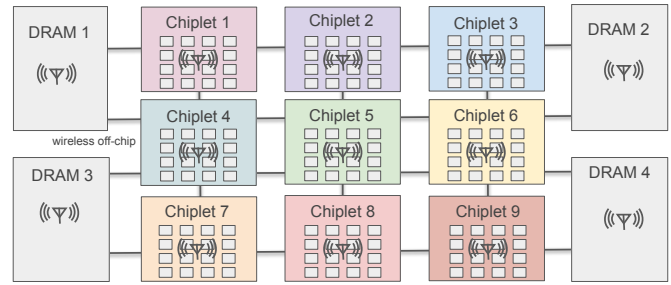 DRAM 1
Chiplet 1
Chiplet 2
Chiplet 3
DRAM 2
Chiplet 4
Chiplet 5
Chiplet 6
wireless off-chip
DRAM 3
DRAM 4
Chiplet 7
Chiplet 8
Chiplet 9